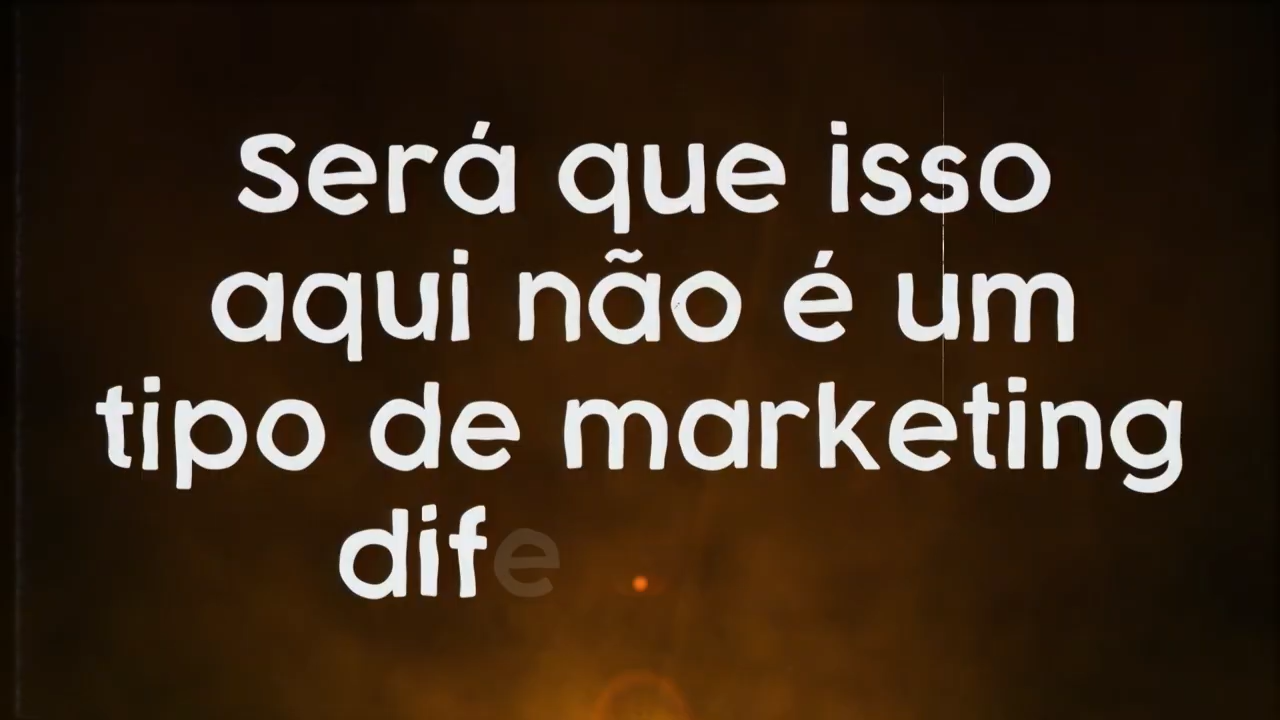 Será que isso
aqui não é um
tipo de marketing
dife